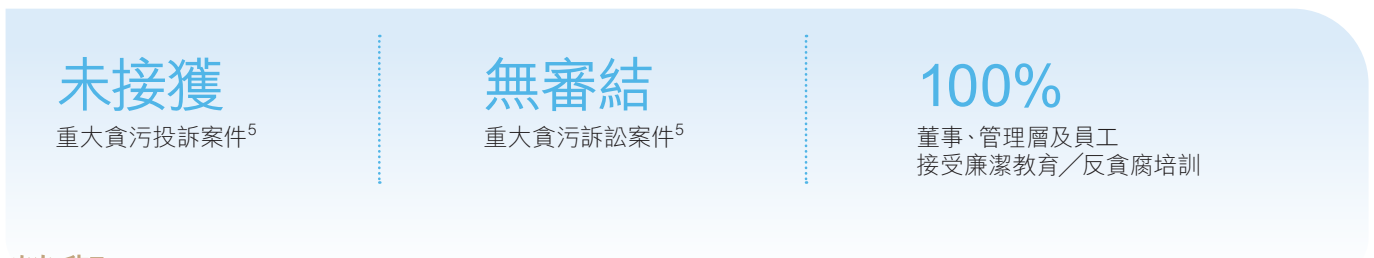 未接獲
重大貪污投訴案件5
無審結
重大貪污訴訟案件5
100%
董事、管理層及員工
接受廉潔教育／反貪腐培訓